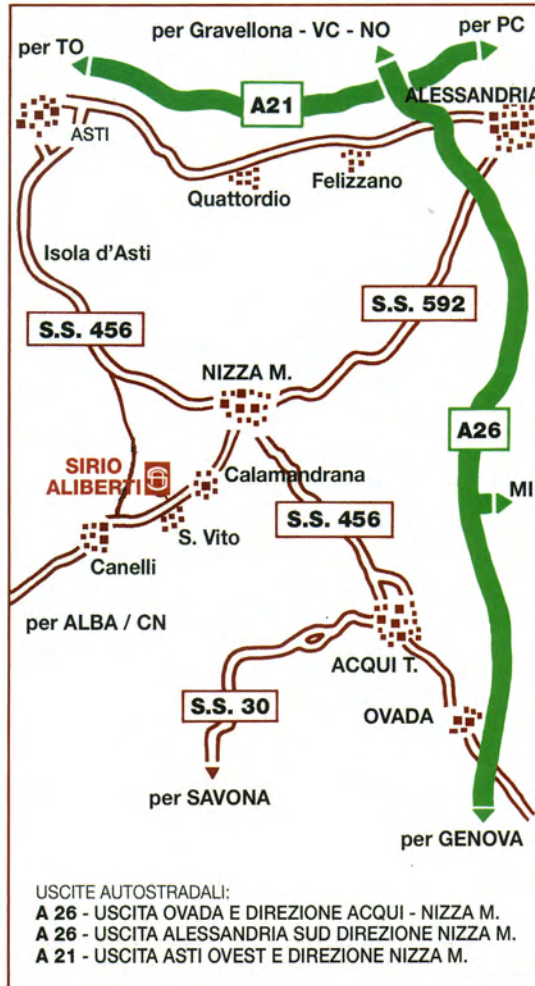 per Gravellona - VC - NO
per TO
per PC
A21
ALESSANDRIA
ASTI
Felizzano
Quattordio
Isola d'Asti
S.S. 592
S.S. 456
NIZZA M.
A26
SIRIO
ALIBERTI
Calamandrana
MI
S.S. 456
S. Vito
Canelli
per ALBA / CN
ACQUI T.
S.S. 30
OVADA
per SAVONA
per GENOVA
USCITE AUTOSTRADALI:
A 26 - USCITA OVADA E DIREZIONE ACQUI - NIZZA M.
A 26 - USCITA ALESSANDRIA SUD DIREZIONE NIZZA M.
A 21 - USCITA ASTI OVEST E DIREZIONE NIZZA M.